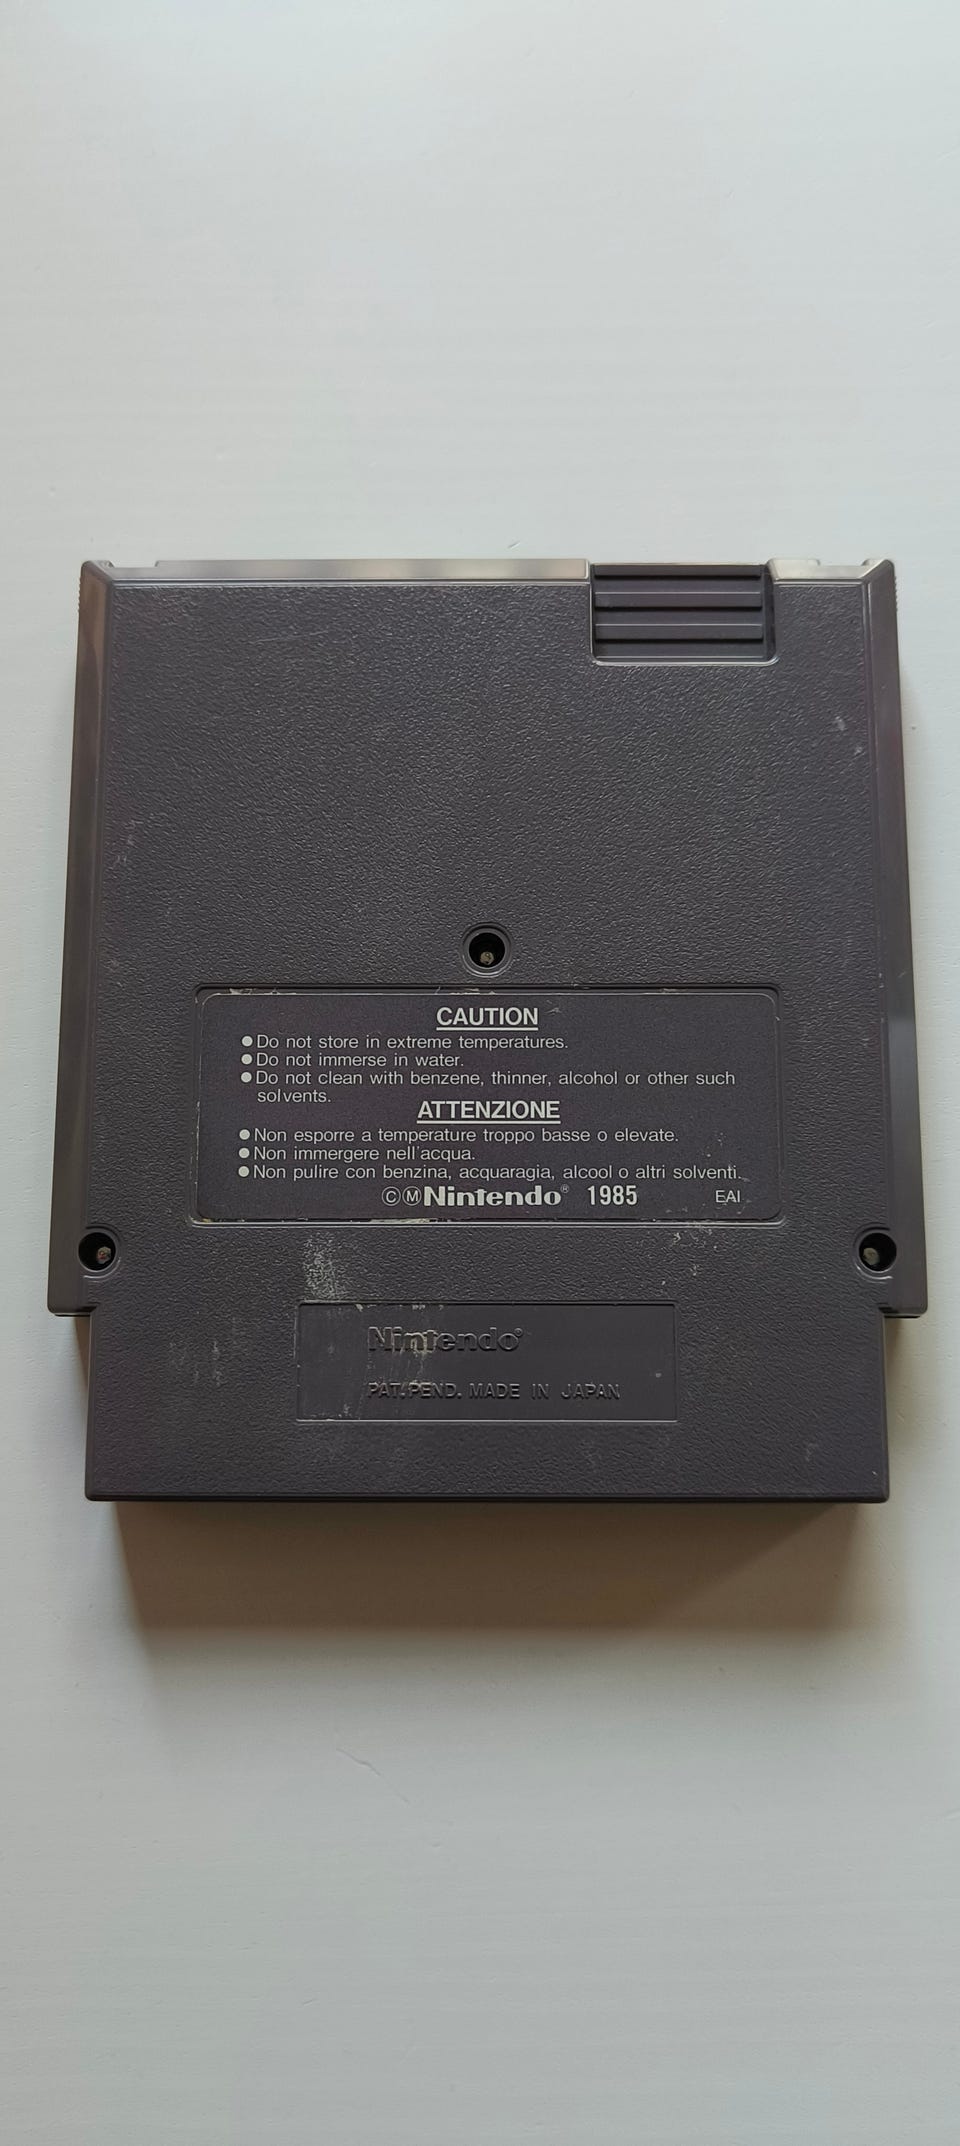 CAUTION
●Do not store in extreme temperatures.
●Do not immerse in water.
●Do not clean with benzene, thinner, alcohol or other such
solvents.
ATTENZIONE
●Non esporre a temperature troppo basse o elevate.
●Non immergere nell'acqua.
●Non pulire con benzina, acquaragia, alcool o altri solventi.
©ⓂNintendo® 1985 EAI
Nintendo®
PAT. PEND. MADE IN JAPAN